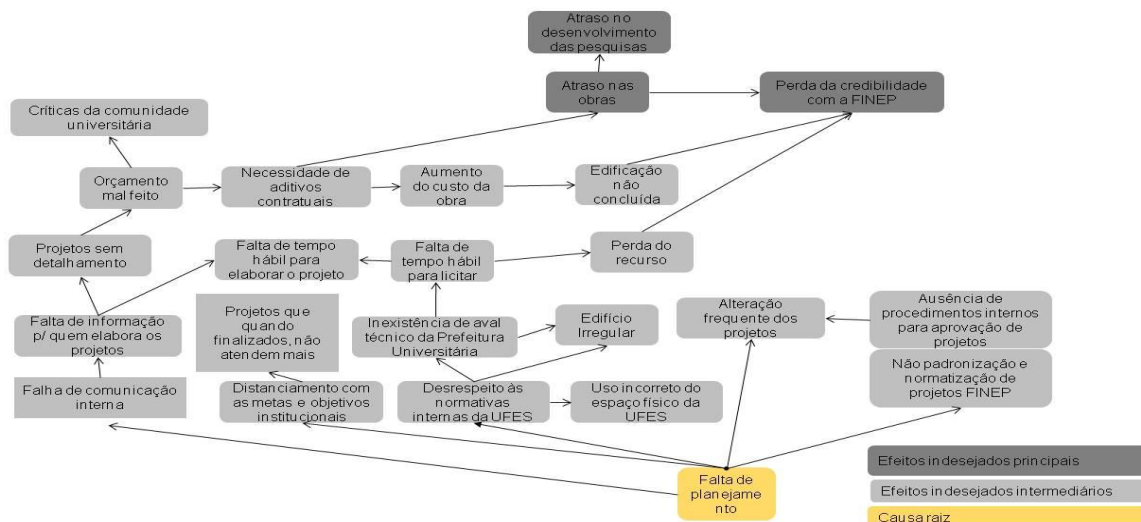 Atraso no
desenvolvimento
das pesquisas
Atraso nas
obras
Perda da credibilidade
com a FINEP
Críticas da comunidade
universitária
Orçamento
mal feito
Necessidade de
aditivos
contratuais
Aumento
do custo da
obra
Edificação
não
concluída
Projetos sem
detalhamento
Falta de tempo
hábil para
elaborar o projeto
Falta de
tempo hábil
para licitar
Perda do
recurso
Falta de informação
p/ quem elabora os
projetos
Projetos que
quando
finalizados, não
atendem mais
Inexistência de aval
técnico da Prefeitura
Universitária
Edifício
Irregular
Alteração
frequente dos
projetos
Ausência de
procedimentos internos
para aprovação de
projetos
Não padronização e
normatização de
projetos FINEP
Falha de comunicação
interna
Distanciamento com
as metas e objetivos
institucionais
Desrespeito às
normativas
internas da UFES
Uso incorreto do
espaço físico da
UFES
Falta de
planejamento
Efeitos indesejados principais
Efeitos indesejados intermediários
Causa raiz